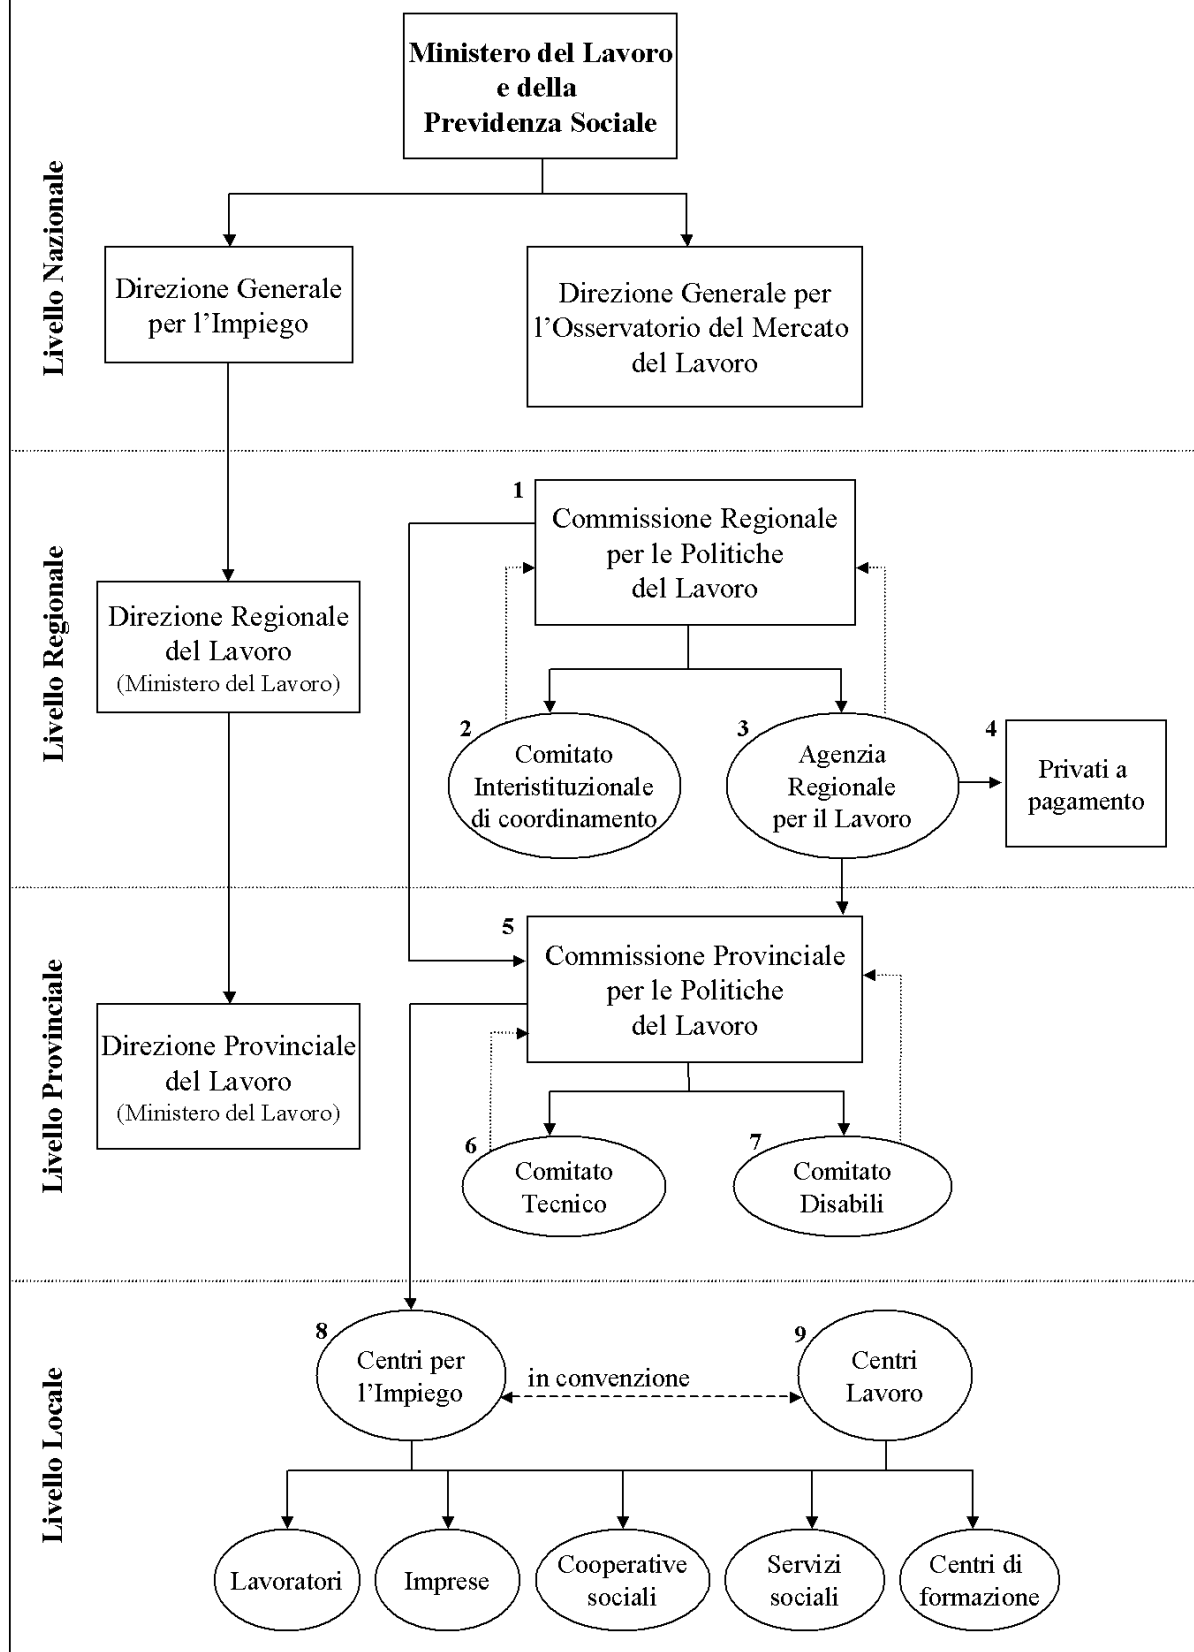 Livello Nazionale
Ministero del Lavoro
e della
Previdenza Sociale
Direzione Generale
per l’Impiego
Direzione Generale per
l’Osservatorio del Mercato
del Lavoro
Livello Regionale
Direzione Regionale
del Lavoro
(Ministero del Lavoro)
1
Commissione Regionale
per le Politiche
del Lavoro
2
Comitato
Interistituzionale
di coordinamento
3
Agenzia
Regionale
per il Lavoro
4
Privati a
pagamento
Livello Provinciale
Direzione Provinciale
del Lavoro
(Ministero del Lavoro)
5
Commissione Provinciale
per le Politiche
del Lavoro
6
Comitato
Tecnico
7
Comitato
Disabili
Livello Locale
8
Centri per
l’Impiego
in convenzione
9
Centri
Lavoro
Lavoratori
Imprese
Cooperative
sociali
Servizi
sociali
Centri di
formazione